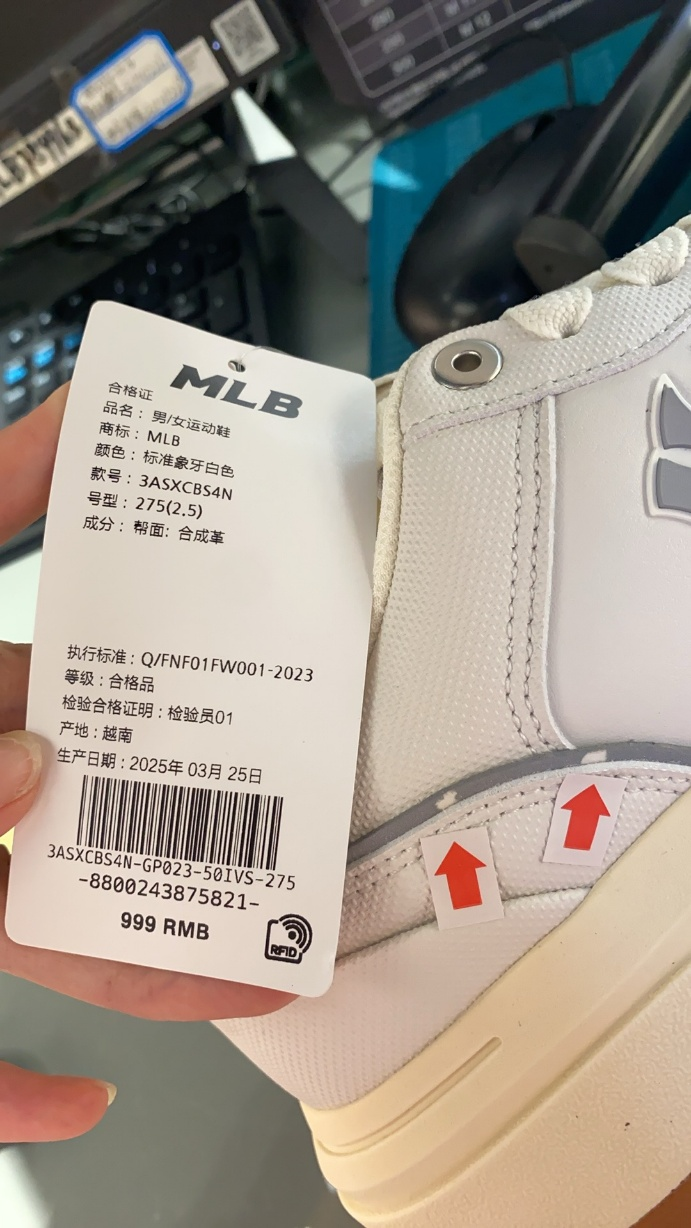 MLB
合格证
品名：男/女运动鞋
商标：MLB
颜色：标准象牙白色
款号：3ASXCBS4N
号型：275(2.5)
成分： 帮面：合成革
执行标准：Q/FNF01FW001-2023
等级：合格品
检验合格证明：检验员01
产地：越南
生产日期：2025年 03月 25日
3ASXCBS4N-GP023-50IVS-275
-8800243875821-
999 RMB
RFID